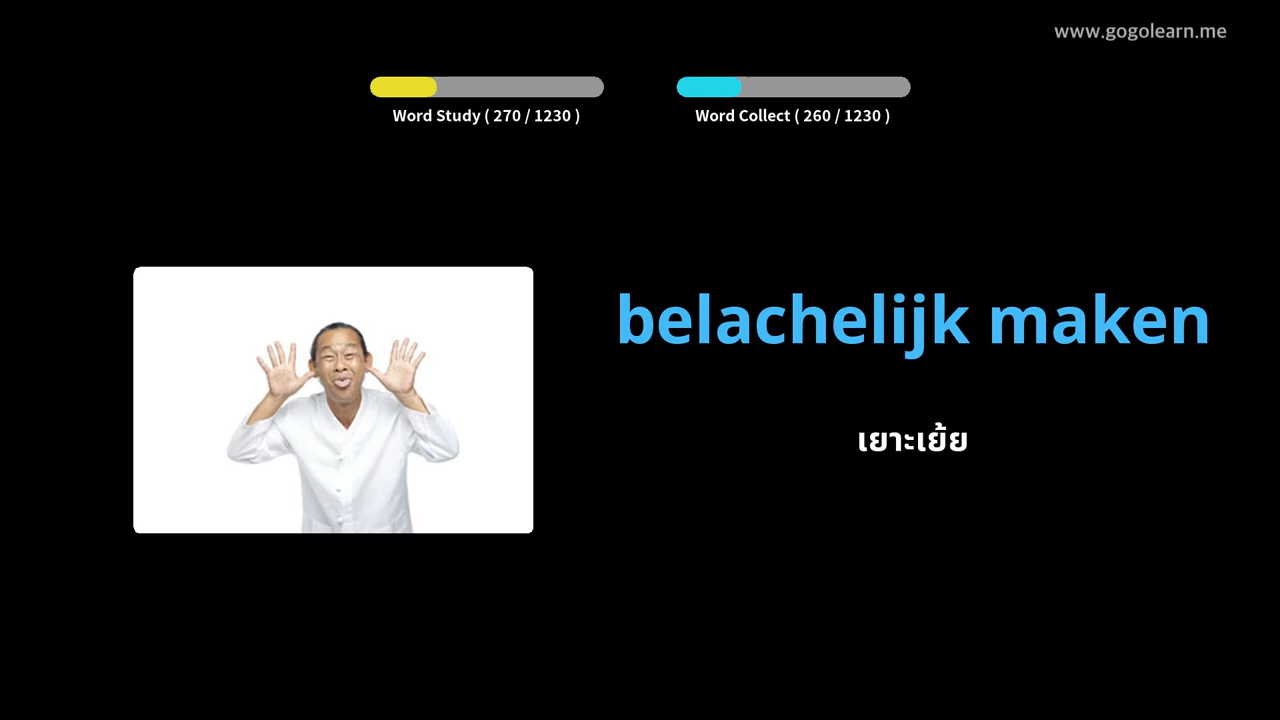 www.gogolearn.me
Word Study ( 270 / 1230 )
Word Collect ( 260 / 1230 )
belachelijk maken
เยาะเย้ย